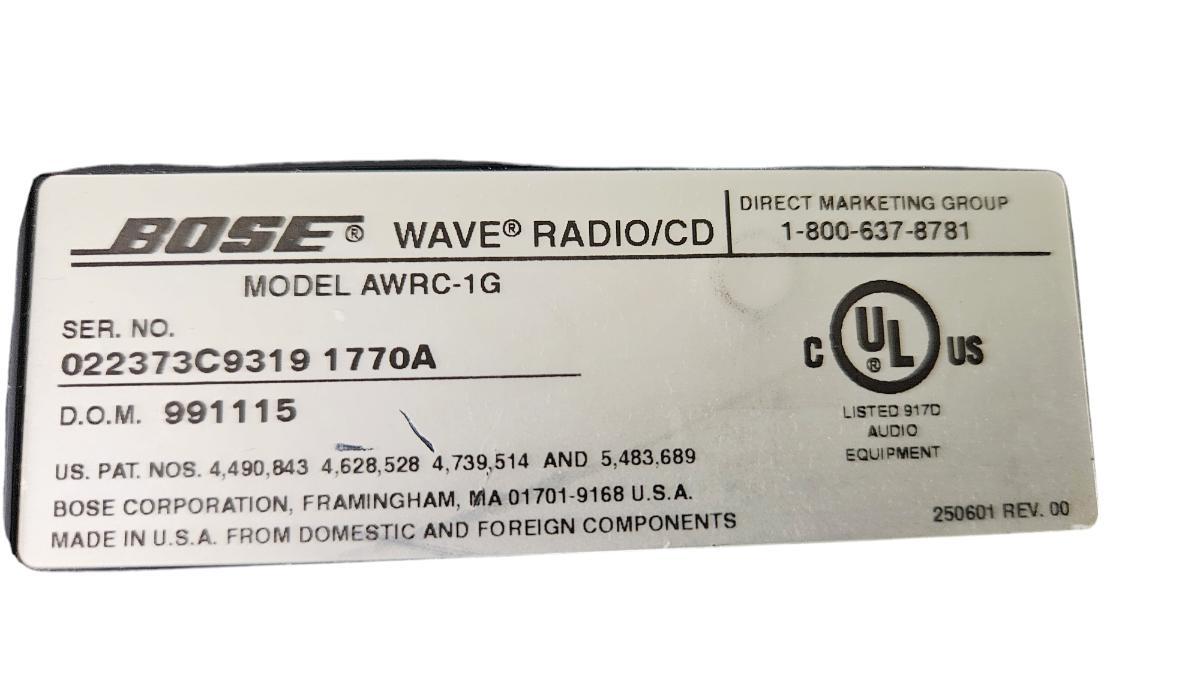 BOSE® WAVE® RADIO/CD
DIRECT MARKETING GROUP
1-800-637-8781
MODEL AWRC-1G
SER. NO.
022373C9319 1770A
D.O.M. 991115
US. PAT. NOS. 4,490,843 4,628,528 4,739,514 AND 5,483,689
BOSE CORPORATION, FRAMINGHAM, MA 01701-9168 U.S.A.
MADE IN U.S.A. FROM DOMESTIC AND FOREIGN COMPONENTS
C UL® US
LISTED 917D
AUDIO
EQUIPMENT
250601 REV. 00